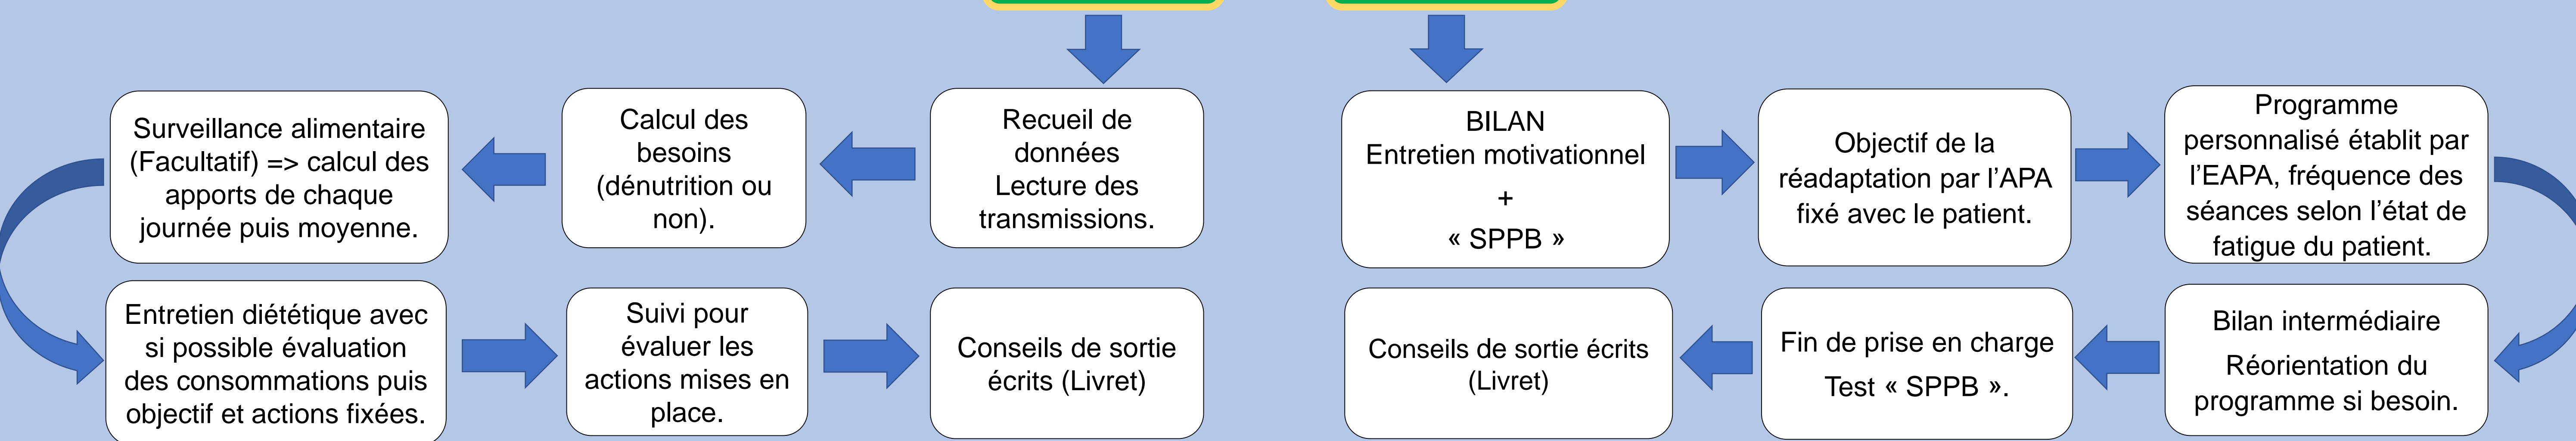 Surveillance alimentaire
(Facultatif) => calcul des
apports de chaque
journée puis moyenne.
Calcul des
besoins
(dénutrition ou
non).
Recueil de
données
Lecture des
transmissions.
BILAN
Entretien motivationnel
+
« SPPB »
Objectif de la
réadaptation par l’APA
fixé avec le patient.
Programme
personnalisé établit par
l’EAPA, fréquence des
séances selon l’état de
fatigue du patient.
Entretien diététique avec
si possible évaluation
des consommations puis
objectif et actions fixées.
Suivi pour
évaluer les
actions mises en
place.
Conseils de sortie
écrits (Livret)
Conseils de sortie écrits
(Livret)
Fin de prise en charge
Test « SPPB ».
Bilan intermédiaire
Réorientation du
programme si besoin.